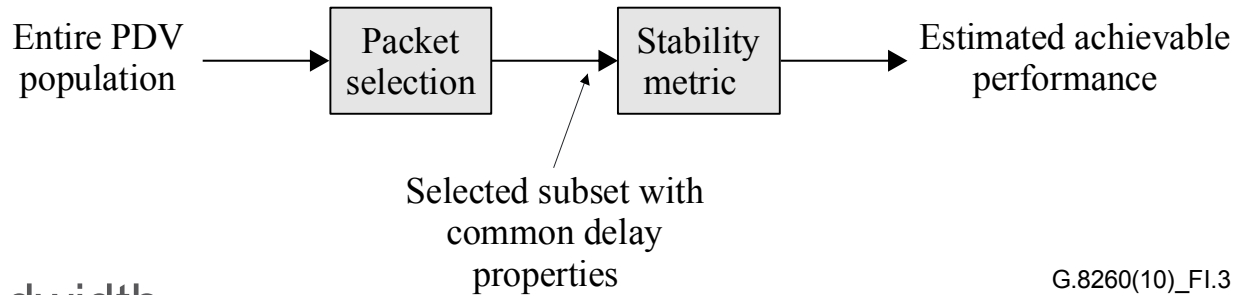 Entire PDV
population
Packet
selection
Stability
metric
Estimated achievable
performance
Selected subset with
common delay
properties
G.8260(10)_FI.3